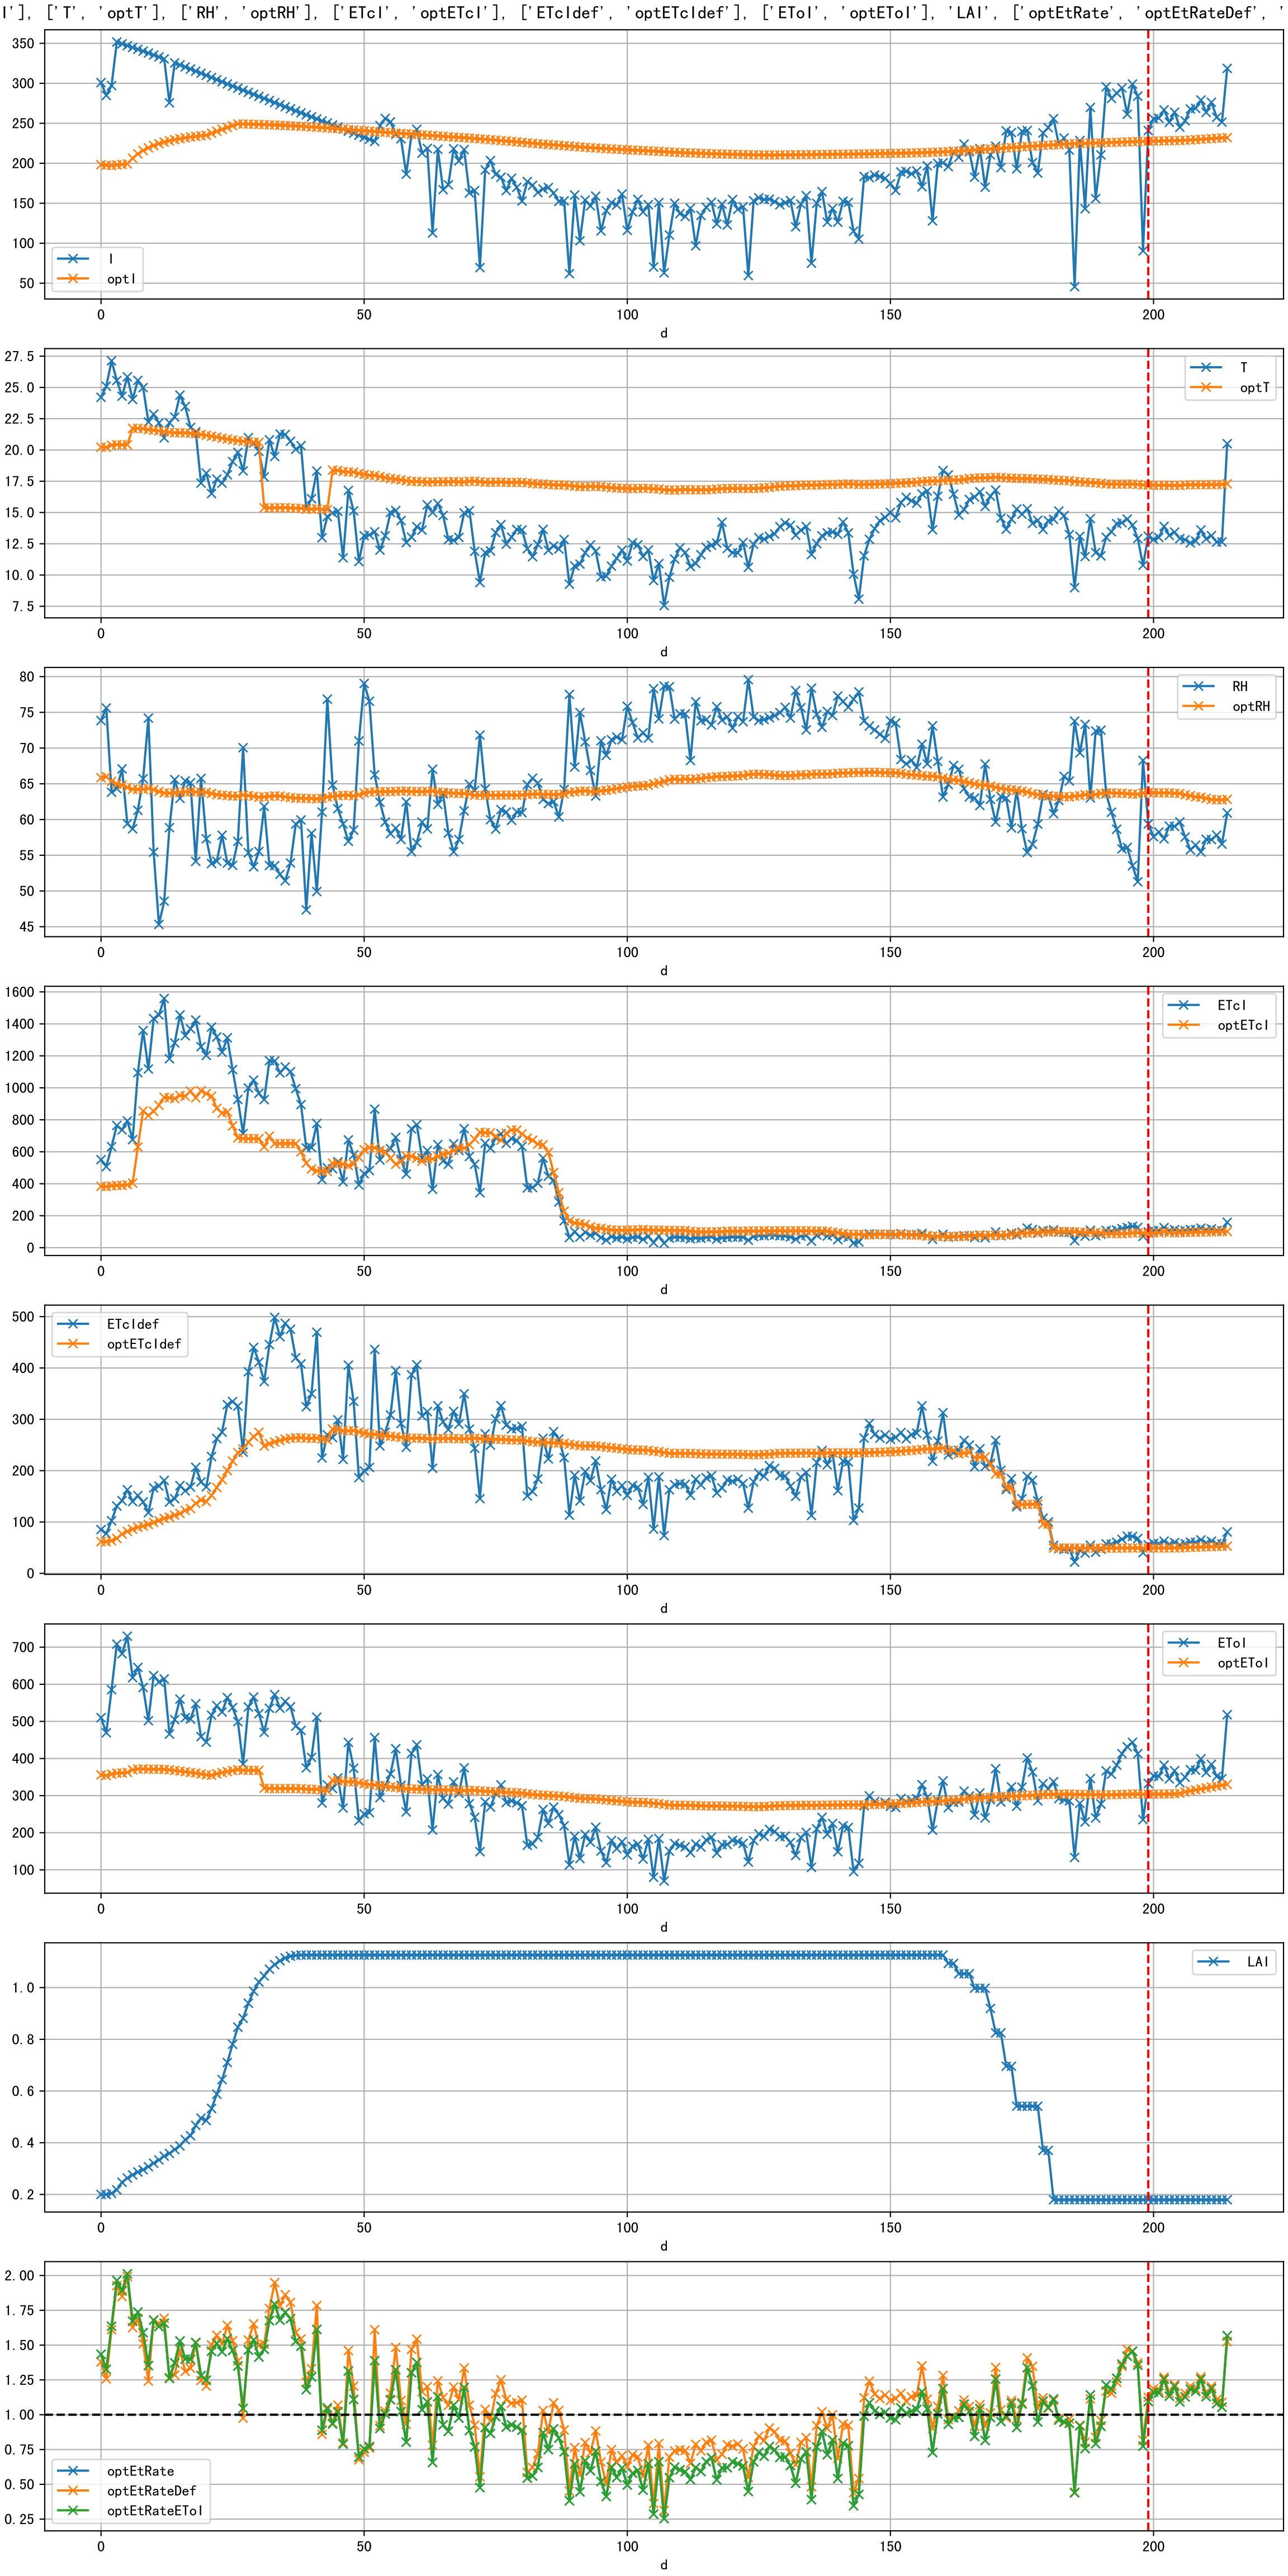 I'], ['T', 'optT'], ['RH', 'optRH'], ['ETcI', 'optETcI'], ['ETcIdef', 'optETcIdef'], ['EToI', 'optEToI'], 'LAI', ['optEtRate', 'optEtRateDef', '
350
300
250
200
150
100
50
I
optI
0 50 100 150 200
d
27.5
25.0
22.5
20.0
17.5
15.0
12.5
10.0
7.5
T
optT
0 50 100 150 200
d
80
75
70
65
60
55
50
45
RH
optRH
0 50 100 150 200
d
1600
1400
1200
1000
800
600
400
200
0
ETcI
optETcI
0 50 100 150 200
d
500
400
300
200
100
0
ETcIdef
optETcIdef
0 50 100 150 200
d
700
600
500
400
300
200
100
EToI
optEToI
0 50 100 150 200
d
1.0
0.8
0.6
0.4
0.2
LAI
0 50 100 150 200
d
2.00
1.75
1.50
1.25
1.00
0.75
0.50
0.25
optEtRate
optEtRateDef
optEtRateEToI
0 50 100 150 200
d